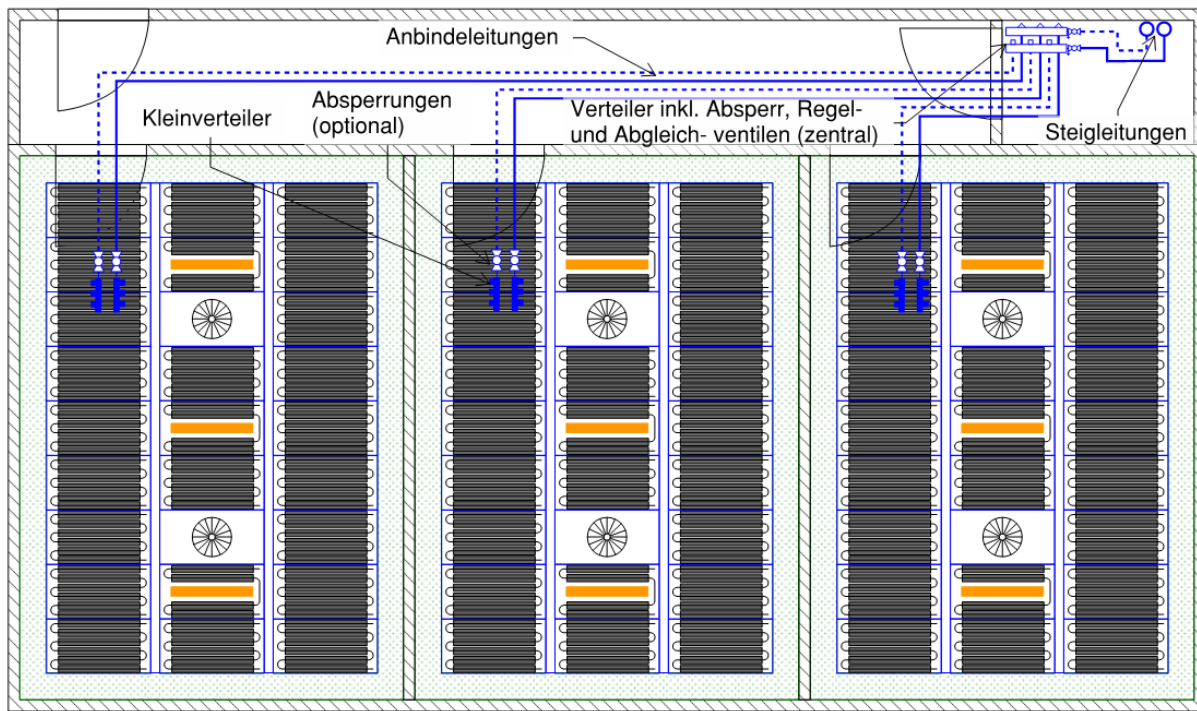 Anbindeleitungen
Absperrungen
(optional)
Kleinverteiler
Verteiler inkl. Absperr, Regel-
und Abgleich- ventilen (zentral)
Steigleitungen